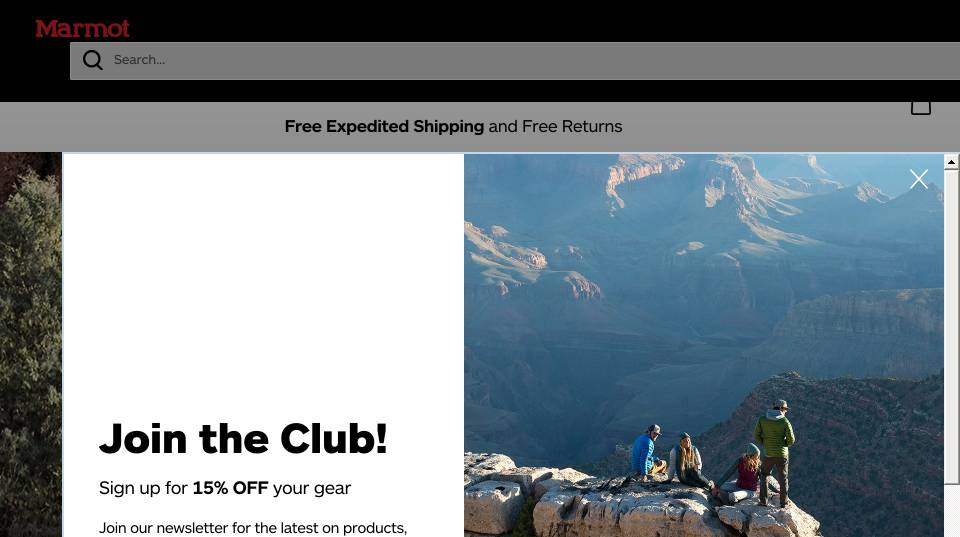 Marmot
Search...
Free Expedited Shipping and Free Returns
Join the Club!
Sign up for 15% OFF your gear
Join our newsletter for the latest on products,